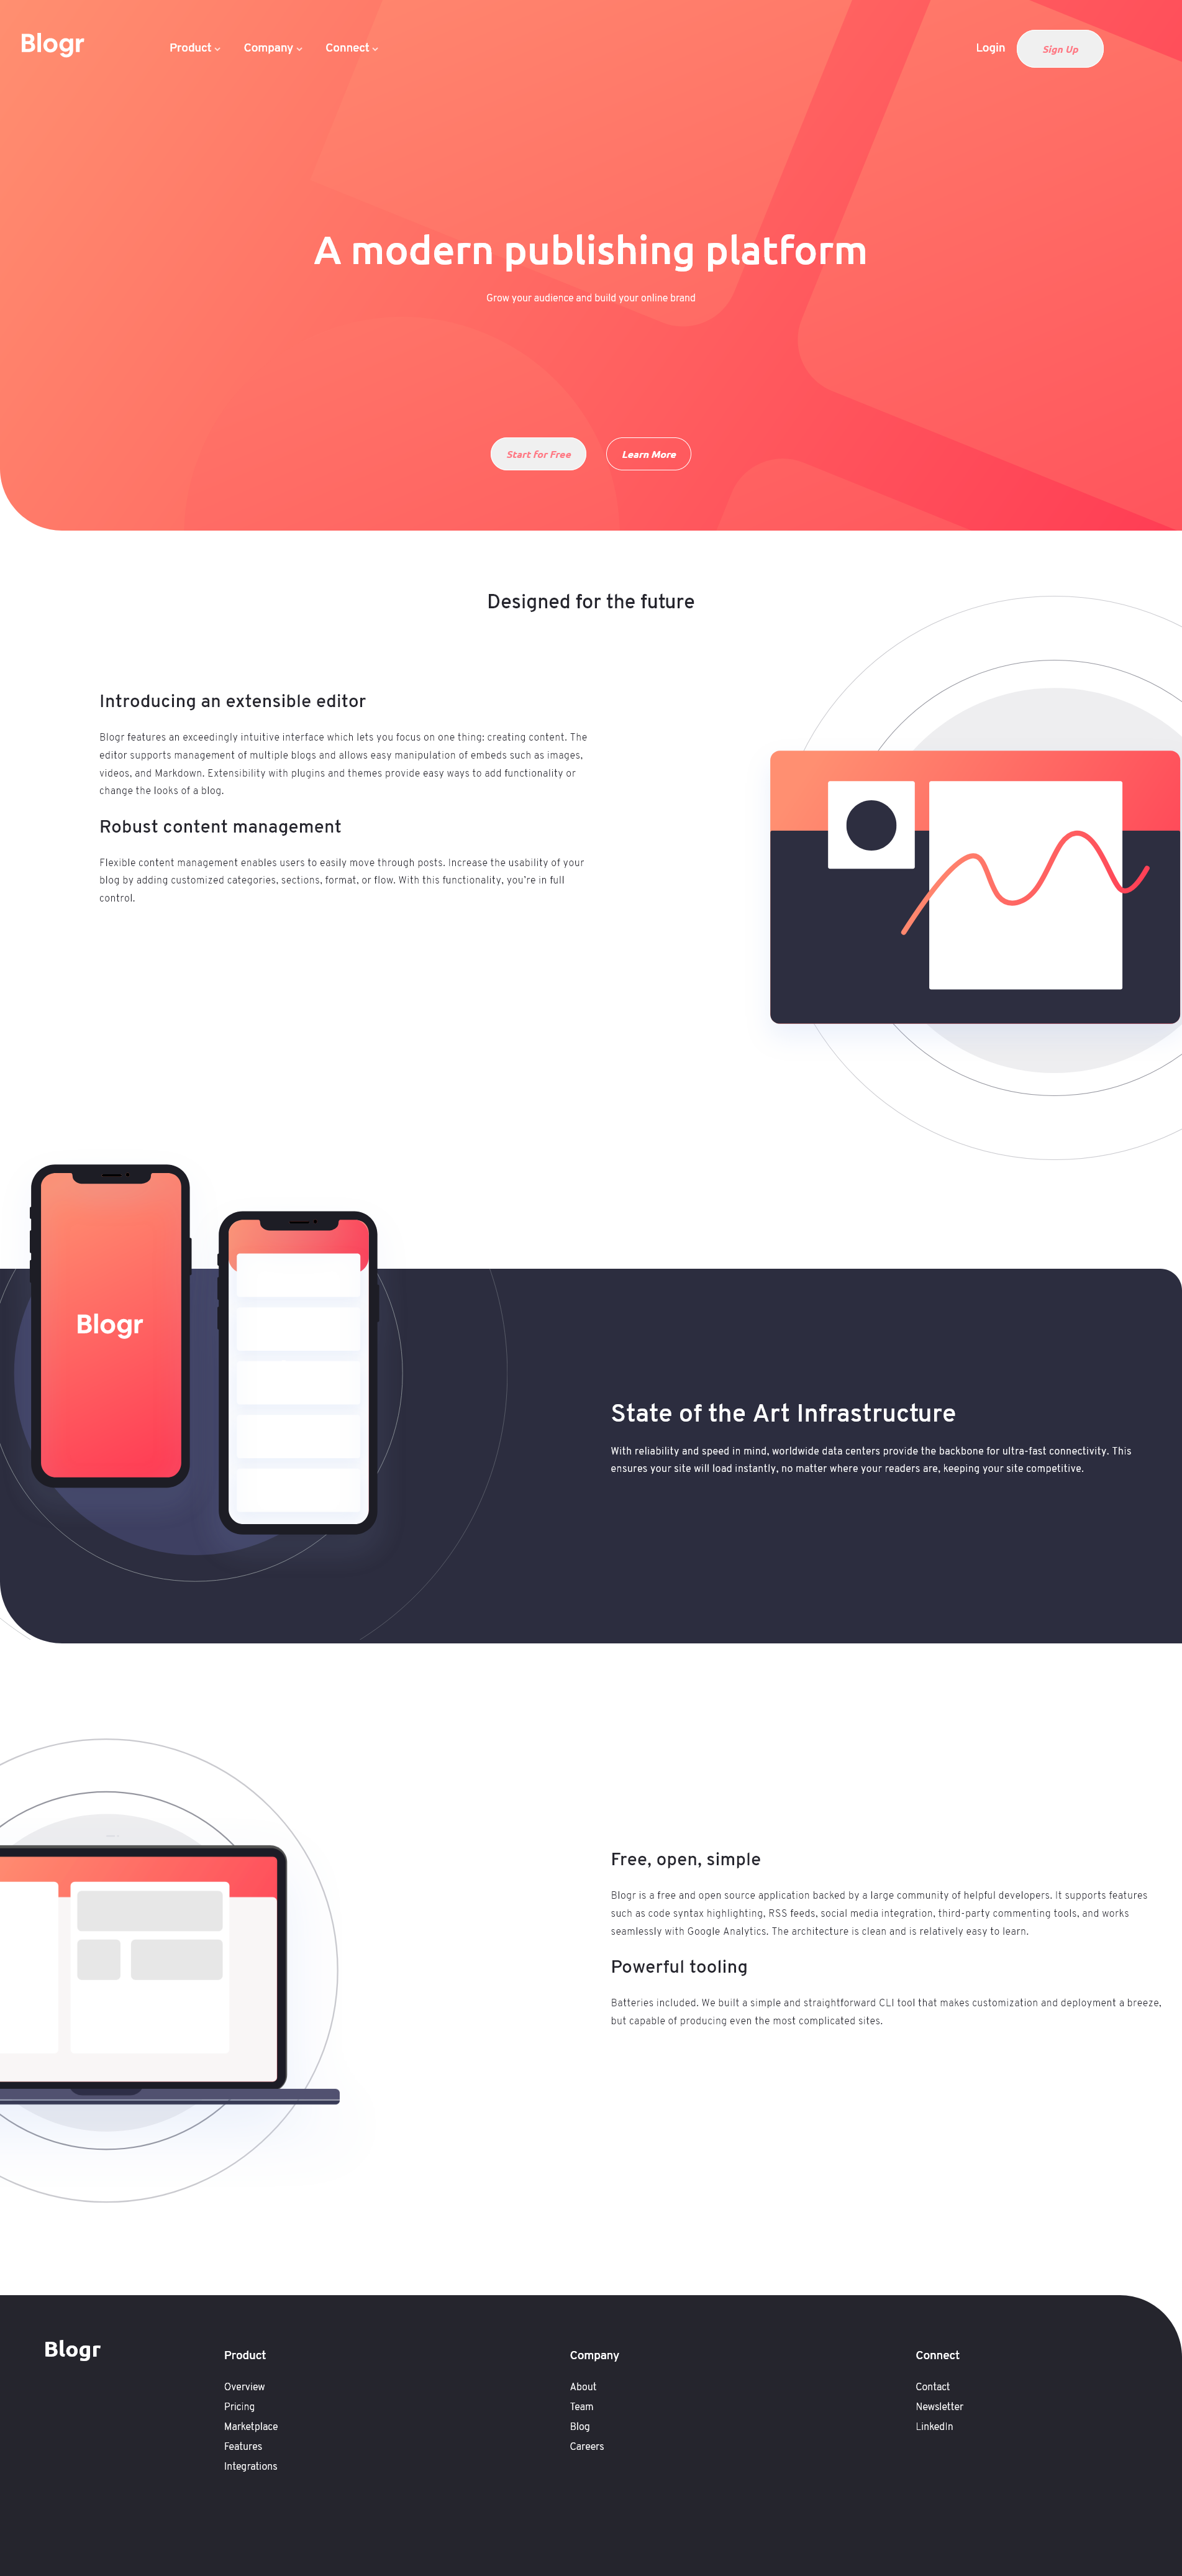 Blogr
Product
Company
Connect
Login
Sign Up
A modern publishing platform
Grow your audience and build your online brand
Start for Free
Learn More
Designed for the future
Introducing an extensible editor
Blogr features an exceedingly intuitive interface which lets you focus on one thing: creating content. The
editor supports management of multiple blogs and allows easy manipulation of embeds such as images,
videos, and Markdown. Extensibility with plugins and themes provide easy ways to add functionality or
change the looks of a blog.
Robust content management
Flexible content management enables users to easily move through posts. Increase the usability of your
blog by adding customized categories, sections, format, or flow. With this functionality, you're in full
control.
Blogr
State of the Art Infrastructure
With reliability and speed in mind, worldwide data centers provide the backbone for ultra-fast connectivity. This
ensures your site will load instantly, no matter where your readers are, keeping your site competitive.
Free, open, simple
Blogr is a free and open source application backed by a large community of helpful developers. It supports features
such as code syntax highlighting, RSS feeds, social media integration, third-party commenting tools, and works
seamlessly with Google Analytics. The architecture is clean and is relatively easy to learn.
Powerful tooling
Batteries included. We built a simple and straightforward CLI tool that makes customization and deployment a breeze,
but capable of producing even the most complicated sites.
Blogr
Product
Overview
Pricing
Marketplace
Features
Integrations
Company
About
Team
Blog
Careers
Connect
Contact
Newsletter
LinkedIn